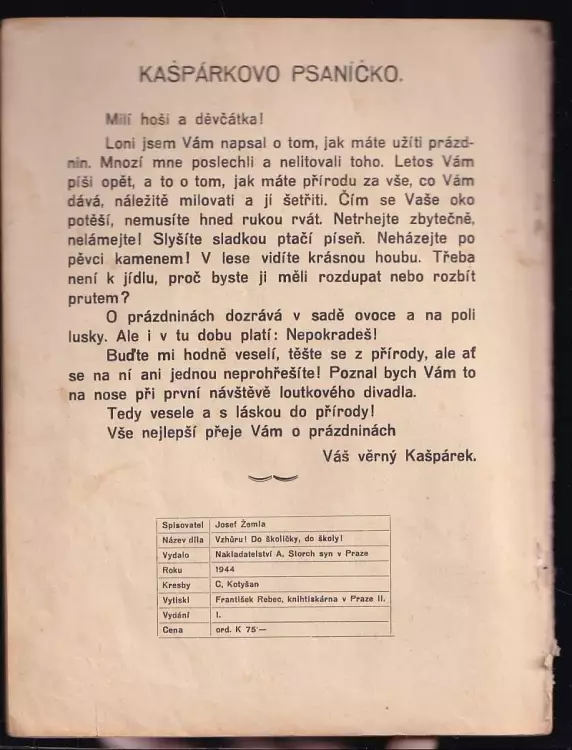 KAŠPÁRKOVO PSANÍČKO.
Milí hoši a děvčátka!
Loni jsem Vám napsal o tom, jak máte užíti prázd-
nin. Mnozí mne poslechli a nelitovali toho. Letos Vám
píši opět, a to o tom, jak máte přírodu za vše, co Vám
dává, náležitě milovati a jí šetřiti. Čím se Vaše oko
potěší, nemusíte hned rukou rvát. Netrhejte zbytečně,
nelámejte! Slyšíte sladkou ptačí píseň. Neházejte po
pěvci kamenem! V lese vidíte krásnou houbu. Třeba
není k jídlu, proč byste ji měli rozdupat nebo rozbít
prutem?
O prázdninách dozrává v sadě ovoce a na poli
lusky. Ale i v tu dobu platí: Nepokradeš!
Buďte mi hodně veselí, těšte se z přírody, ale ať
se na ní ani jednou neprohřešíte! Poznal bych Vám to
na nose při první návštěvě loutkového divadla.
Tedy vesele a s láskou do přírody!
Vše nejlepší přeje Vám o prázdninách
Váš věrný Kašpárek.
Spisovatel Josef Žemla
Název díla Vzhůru! Do školičky, do školy!
Vydalo Nakladatelství A. Storch syn v Praze
Roku 1944
Kresby C. Kotyšan
Vytiskl František Rebec, knihtiskárna v Praze II.
Vydání I.
Cena ord. K 75·—